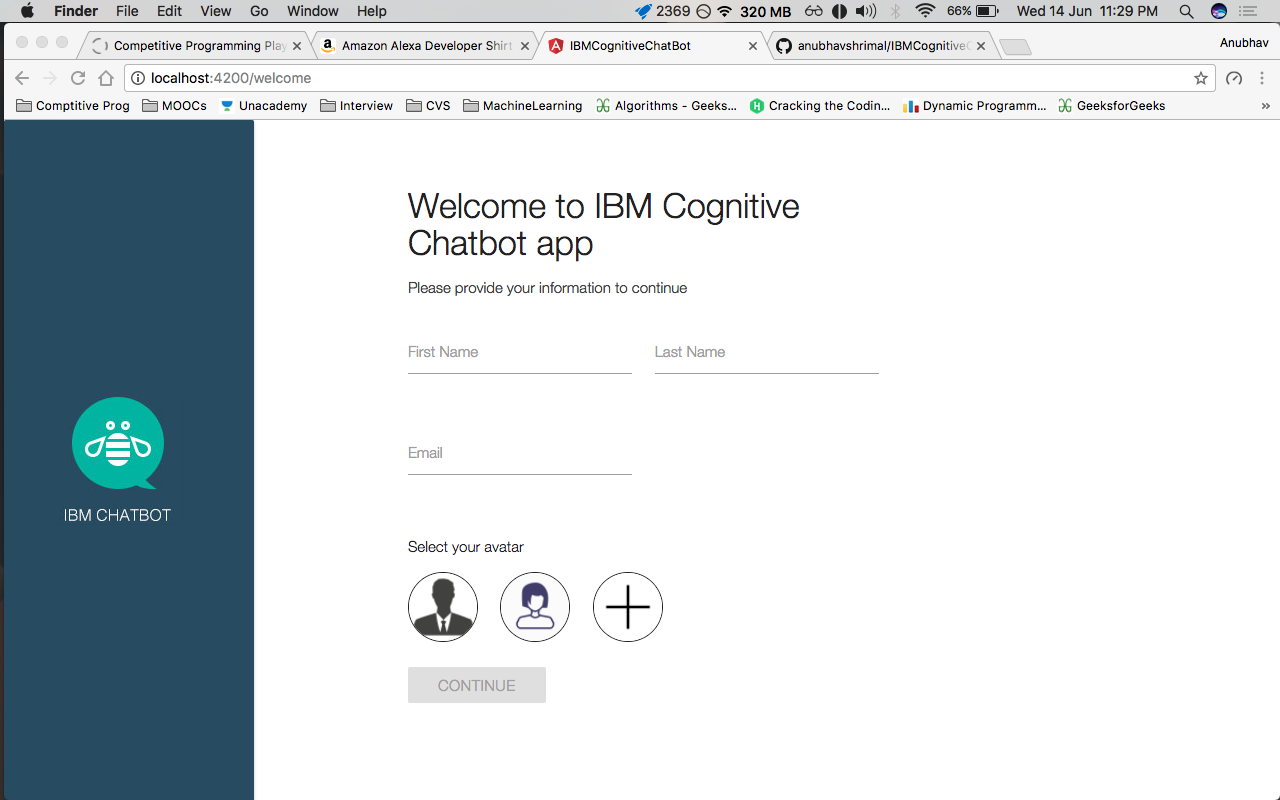 Finder File Edit View Go Window Help 2369 320 MB 66% Wed 14 Jun 11:29 PM
Competitive Programming Play
Amazon Alexa Developer Shirt
IBMCognitiveChatBot
anubhavshrimal/IBMCognitiveC
Anubhav
localhost:4200/welcome
Comptitive Prog MOOCs Unacademy Interview CVS MachineLearning Algorithms - Geeks... Cracking the Codin... Dynamic Programm... GeeksforGeeks »
Welcome to IBM Cognitive
Chatbot app
Please provide your information to continue
First Name Last Name
Email
IBM CHATBOT
Select your avatar
CONTINUE